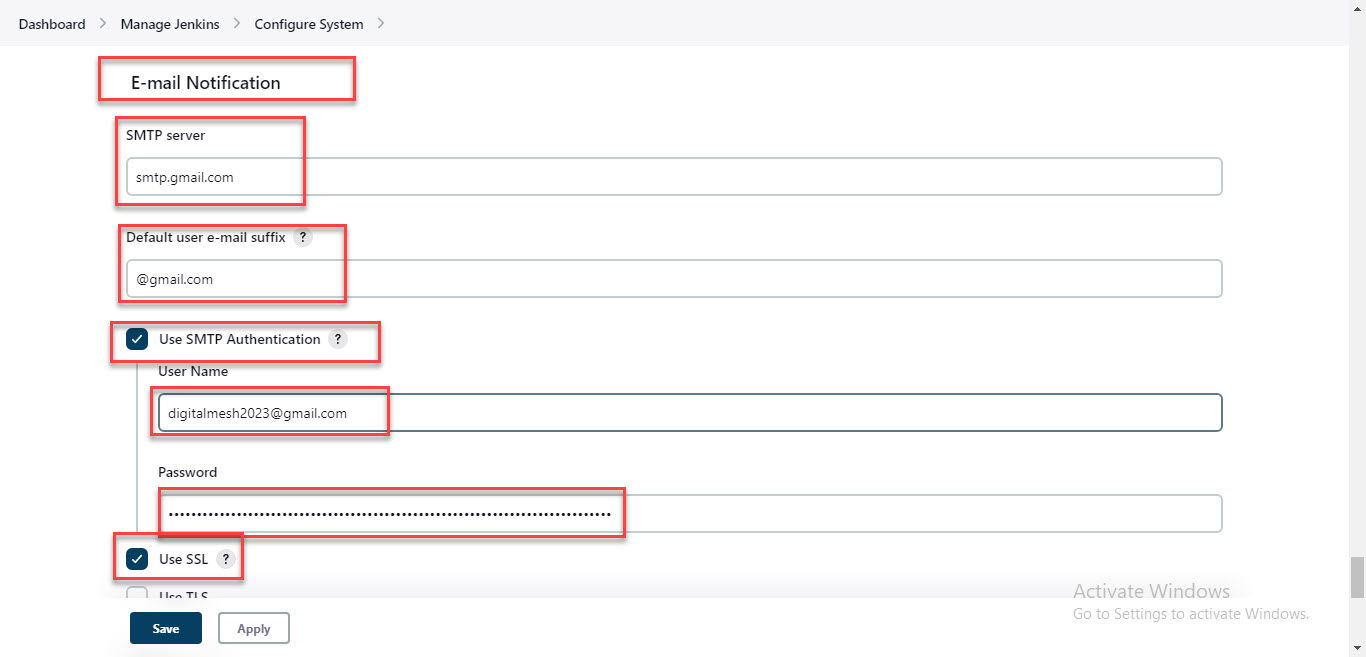 Dashboard > Manage Jenkins > Configure System >
E-mail Notification
SMTP server
smtp.gmail.com
Default user e-mail suffix ?
@gmail.com
Use SMTP Authentication ?
User Name
digitalmesh2023@gmail.com
Password
Use SSL ?
Use TLS
Save Apply
Activate Windows
Go to Settings to activate Windows.